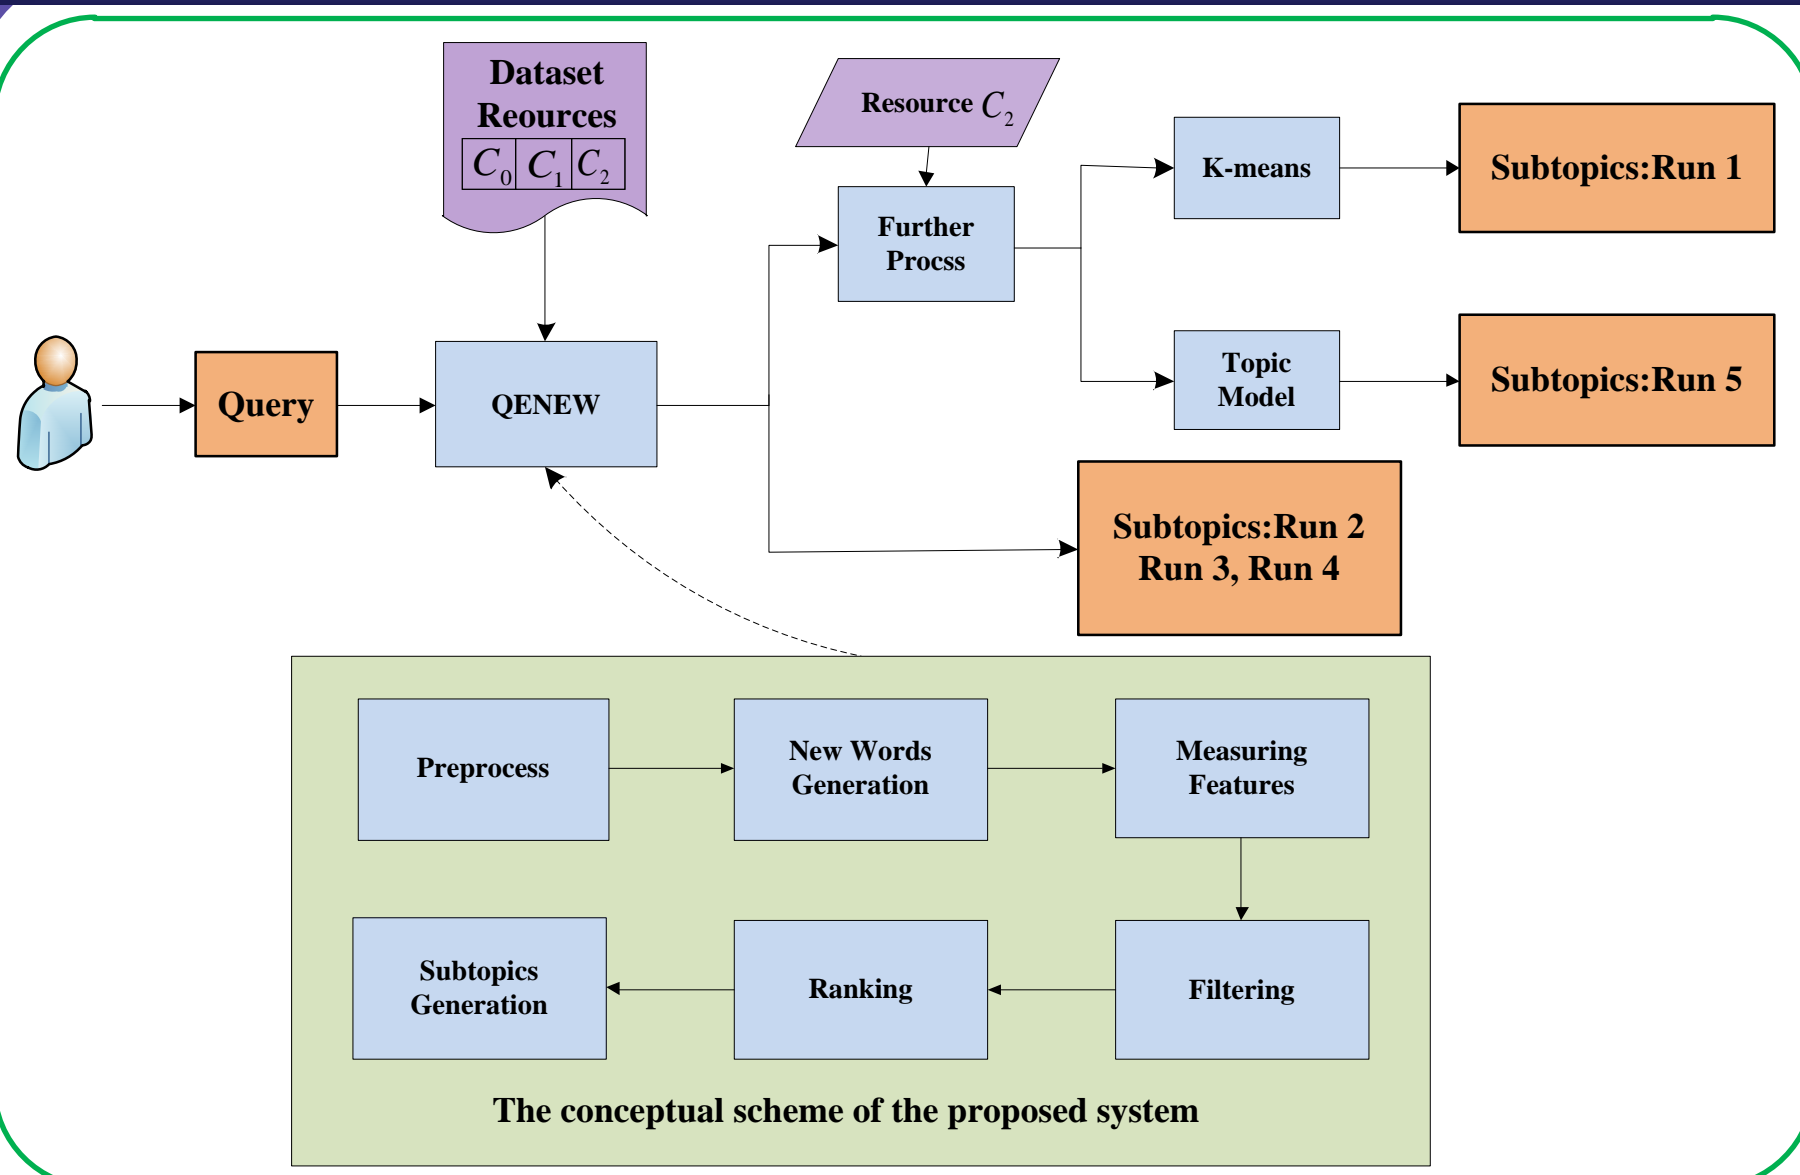 Dataset
Reources
C0 C1 C2
Resource C2
K-means
Subtopics:Run 1
Further
Procss
Query
QENEW
Topic
Model
Subtopics:Run 5
Subtopics:Run 2
Run 3, Run 4
Preprocess
New Words
Generation
Measuring
Features
Subtopics
Generation
Ranking
Filtering
The conceptual scheme of the proposed system